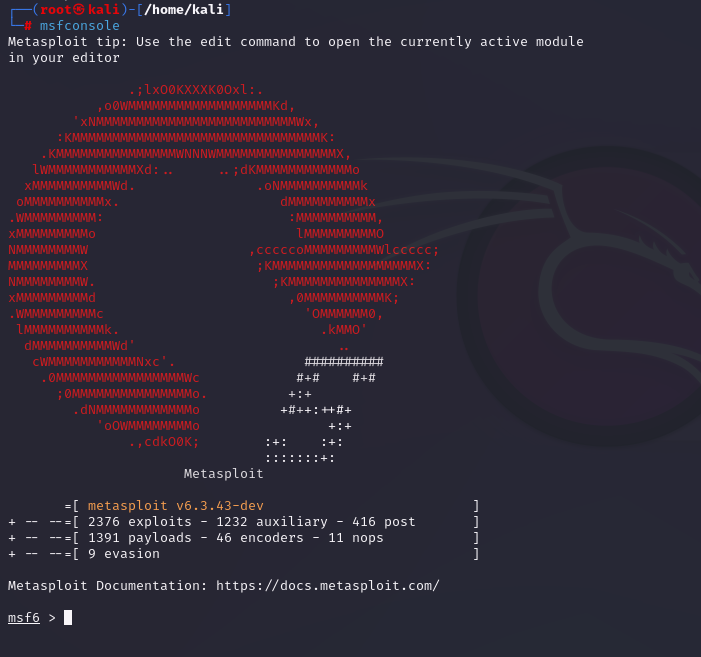 ┌──(root㉿kali)-[/home/kali]
└─# msfconsole
Metasploit tip: Use the edit command to open the currently active module
in your editor
               .;lxO0KXXXK0Oxl:.
           ,o0WMMMMMMMMMMMMMMMMMMKd,
        'xNMMMMMMMMMMMMMMMMMMMMMMMMMWx,
      :KMMMMMMMMMMMMMMMMMMMMMMMMMMMMMMMK:
    .KMMMMMMMMMMMMMMMWNNNWMMMMMMMMMMMMMMMX,
   lWMMMMMMMMMMMXd:..     ..;dKMMMMMMMMMMMMo
  xMMMMMMMMMMWd.               .oNMMMMMMMMMMk
 oMMMMMMMMMMx.                    dMMMMMMMMMMx
.WMMMMMMMMM:                       :MMMMMMMMMM,
xMMMMMMMMMo                         lMMMMMMMMMO
NMMMMMMMMW                    ,cccccoMMMMMMMMMWlccccc;
MMMMMMMMMX                     ;KMMMMMMMMMMMMMMMMMMX:
NMMMMMMMMW.                      ;KMMMMMMMMMMMMMMX:
xMMMMMMMMMd                        ,0MMMMMMMMMMK;
.WMMMMMMMMMc                         'OMMMMMM0,
 lMMMMMMMMMMk.                         .kMMO'
  dMMMMMMMMMMWd'                         ..
   cWMMMMMMMMMMMNxc'.                ##########
    .0MMMMMMMMMMMMMMMMWc            #+#    #+#
      ;0MMMMMMMMMMMMMMMo.          +:+
        .dNMMMMMMMMMMMMo          +#++:++#+
           'oOWMMMMMMMMo                +:+
               .,cdkO0K;        :+:    :+:
                                :::::::+:
                      Metasploit
       =[ metasploit v6.3.43-dev                          ]
+ -- --=[ 2376 exploits - 1232 auxiliary - 416 post       ]
+ -- --=[ 1391 payloads - 46 encoders - 11 nops           ]
+ -- --=[ 9 evasion                                       ]
Metasploit Documentation: https://docs.metasploit.com/
msf6 >